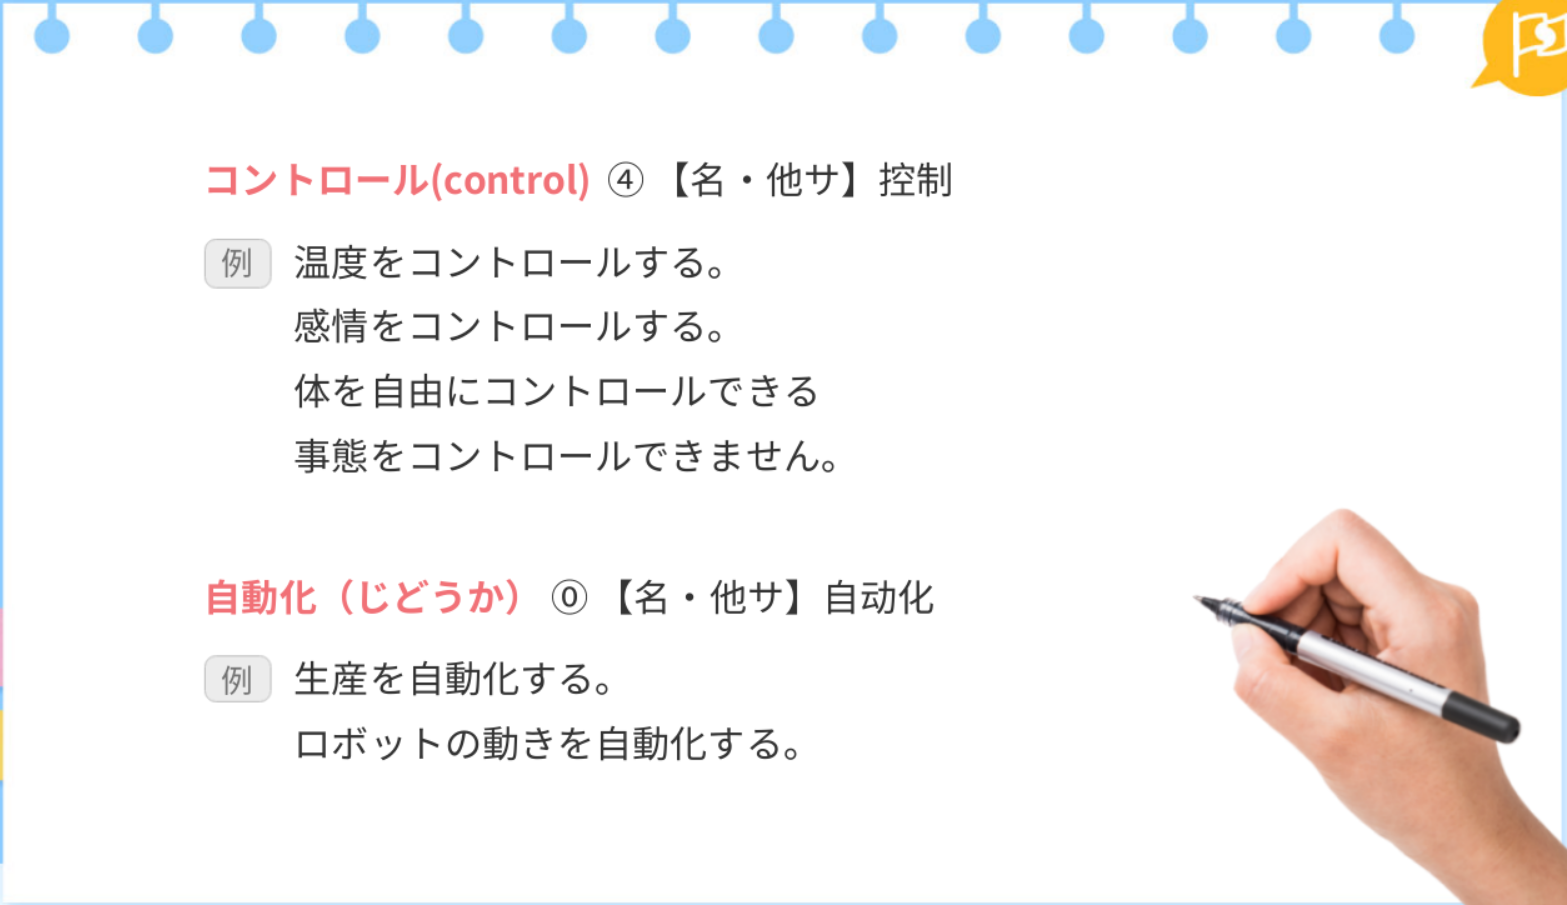 コントロール(control) ④ 【名・他サ】控制
例 温度をコントロールする。
感情をコントロールする。
体を自由にコントロールできる
事態をコントロールできません。
自動化（じどうか） ⓪ 【名・他サ】自动化
例 生産を自動化する。
ロボットの動きを自動化する。